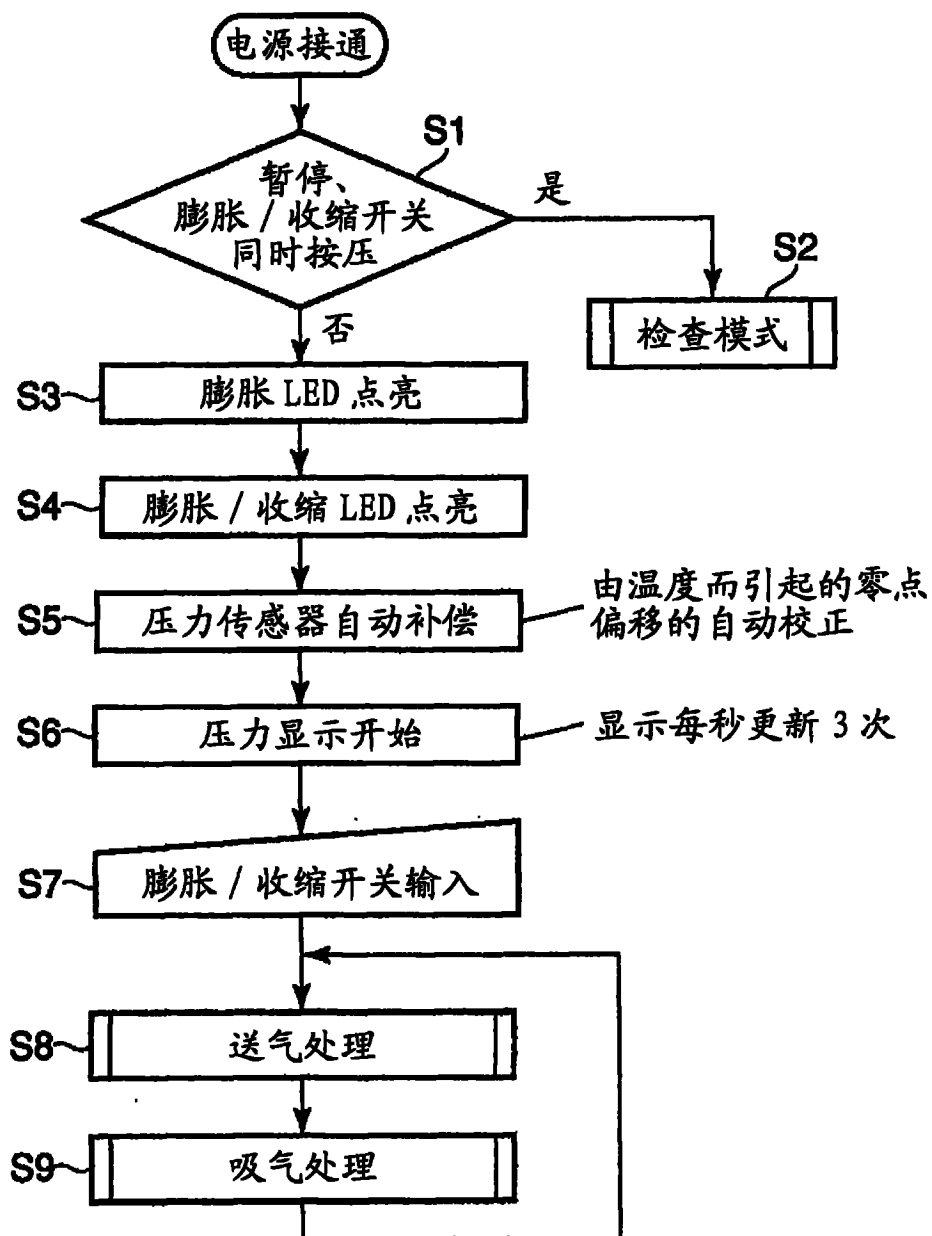 电源接通
S1
暂停、
膨胀 / 收缩开关
同时按压
是
S2
检查模式
否
S3
膨胀 LED 点亮
S4
膨胀 / 收缩 LED 点亮
S5
压力传感器自动补偿
由温度而引起的零点
偏移的自动校正
S6
压力显示开始
显示每秒更新 3 次
S7
膨胀 / 收缩开关输入
S8
送气处理
S9
吸气处理